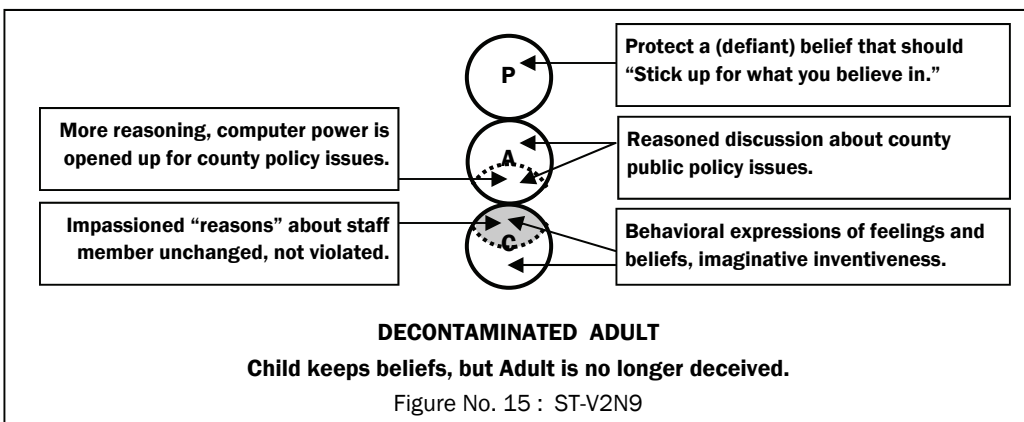 Protect a (defiant) belief that should
“Stick up for what you believe in.”
P
More reasoning, computer power is
opened up for county policy issues.
A
Reasoned discussion about county
public policy issues.
Impassioned “reasons” about staff
member unchanged, not violated.
C
Behavioral expressions of feelings and
beliefs, imaginative inventiveness.
DECONTAMINATED ADULT
Child keeps beliefs, but Adult is no longer deceived.
Figure No. 15 : ST-V2N9